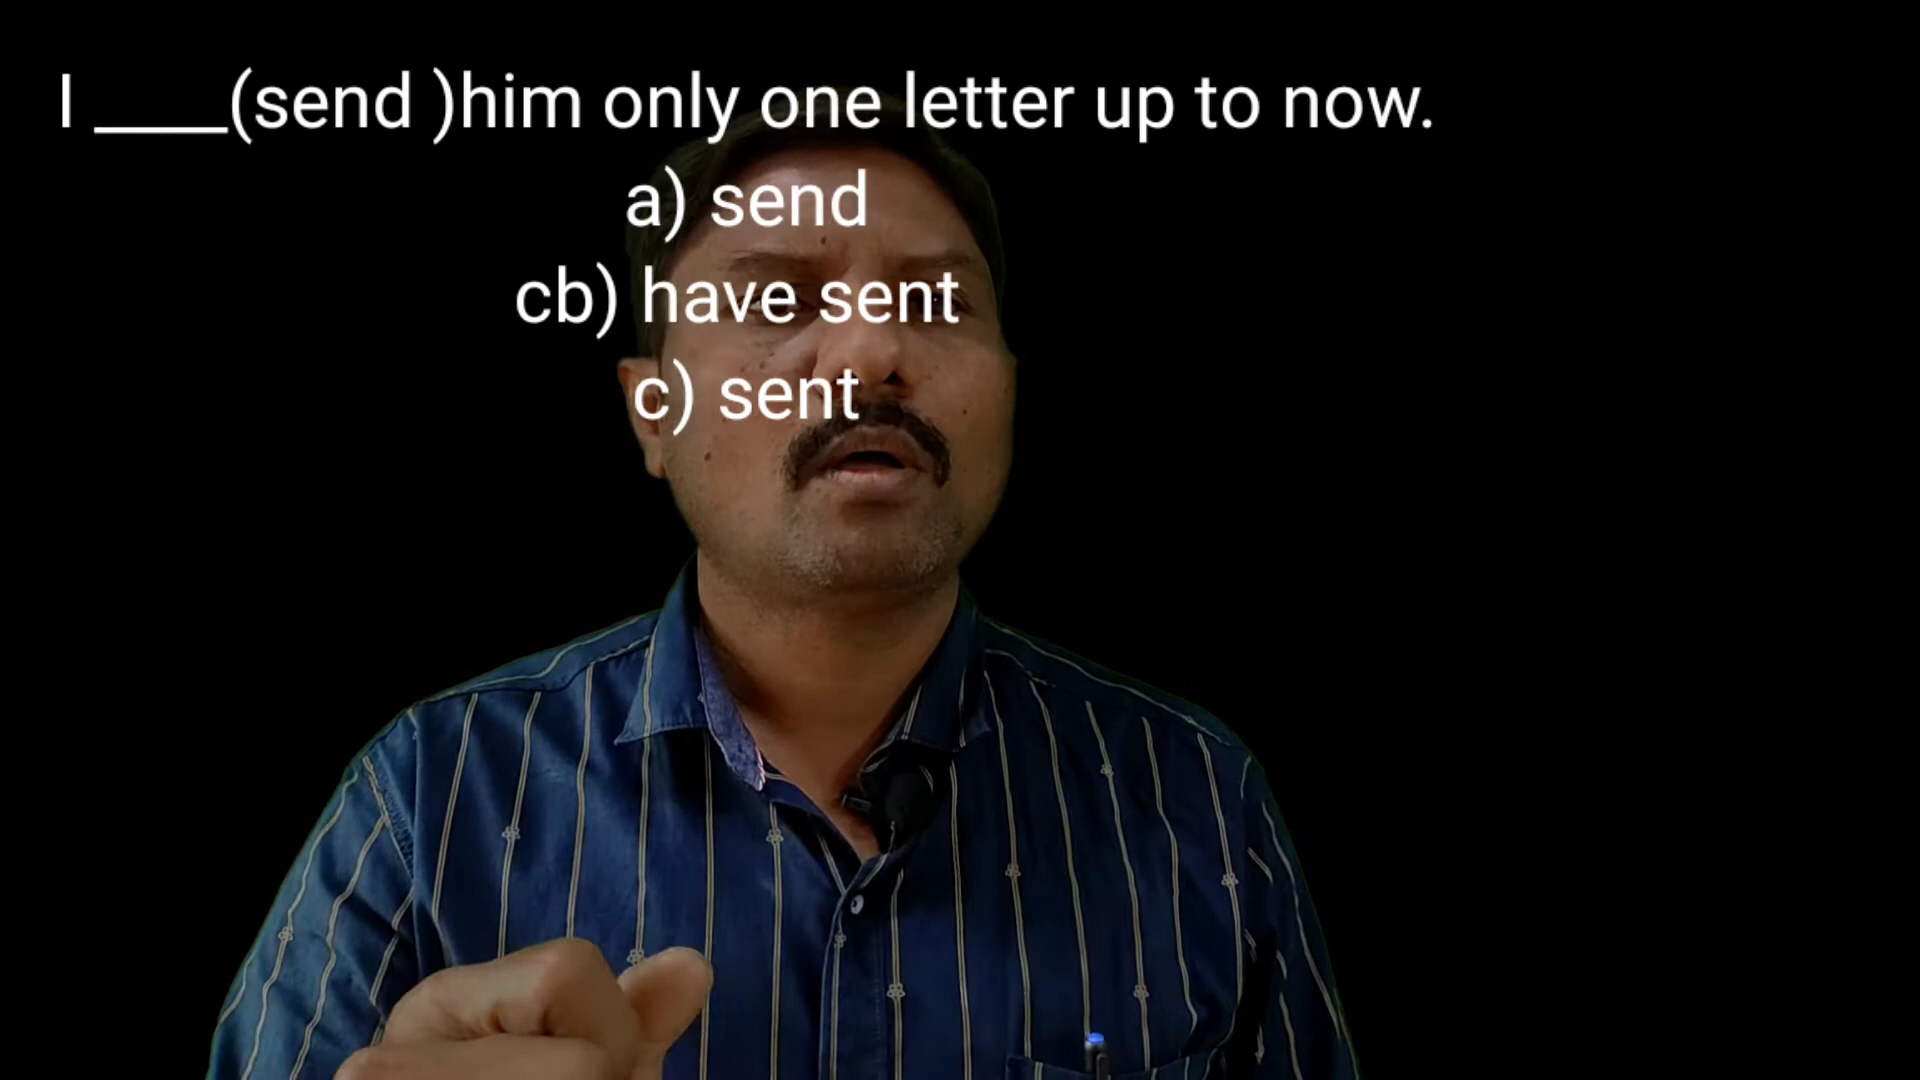 I ____(send )him only one letter up to now.
a) send
cb) have sent
c) sent